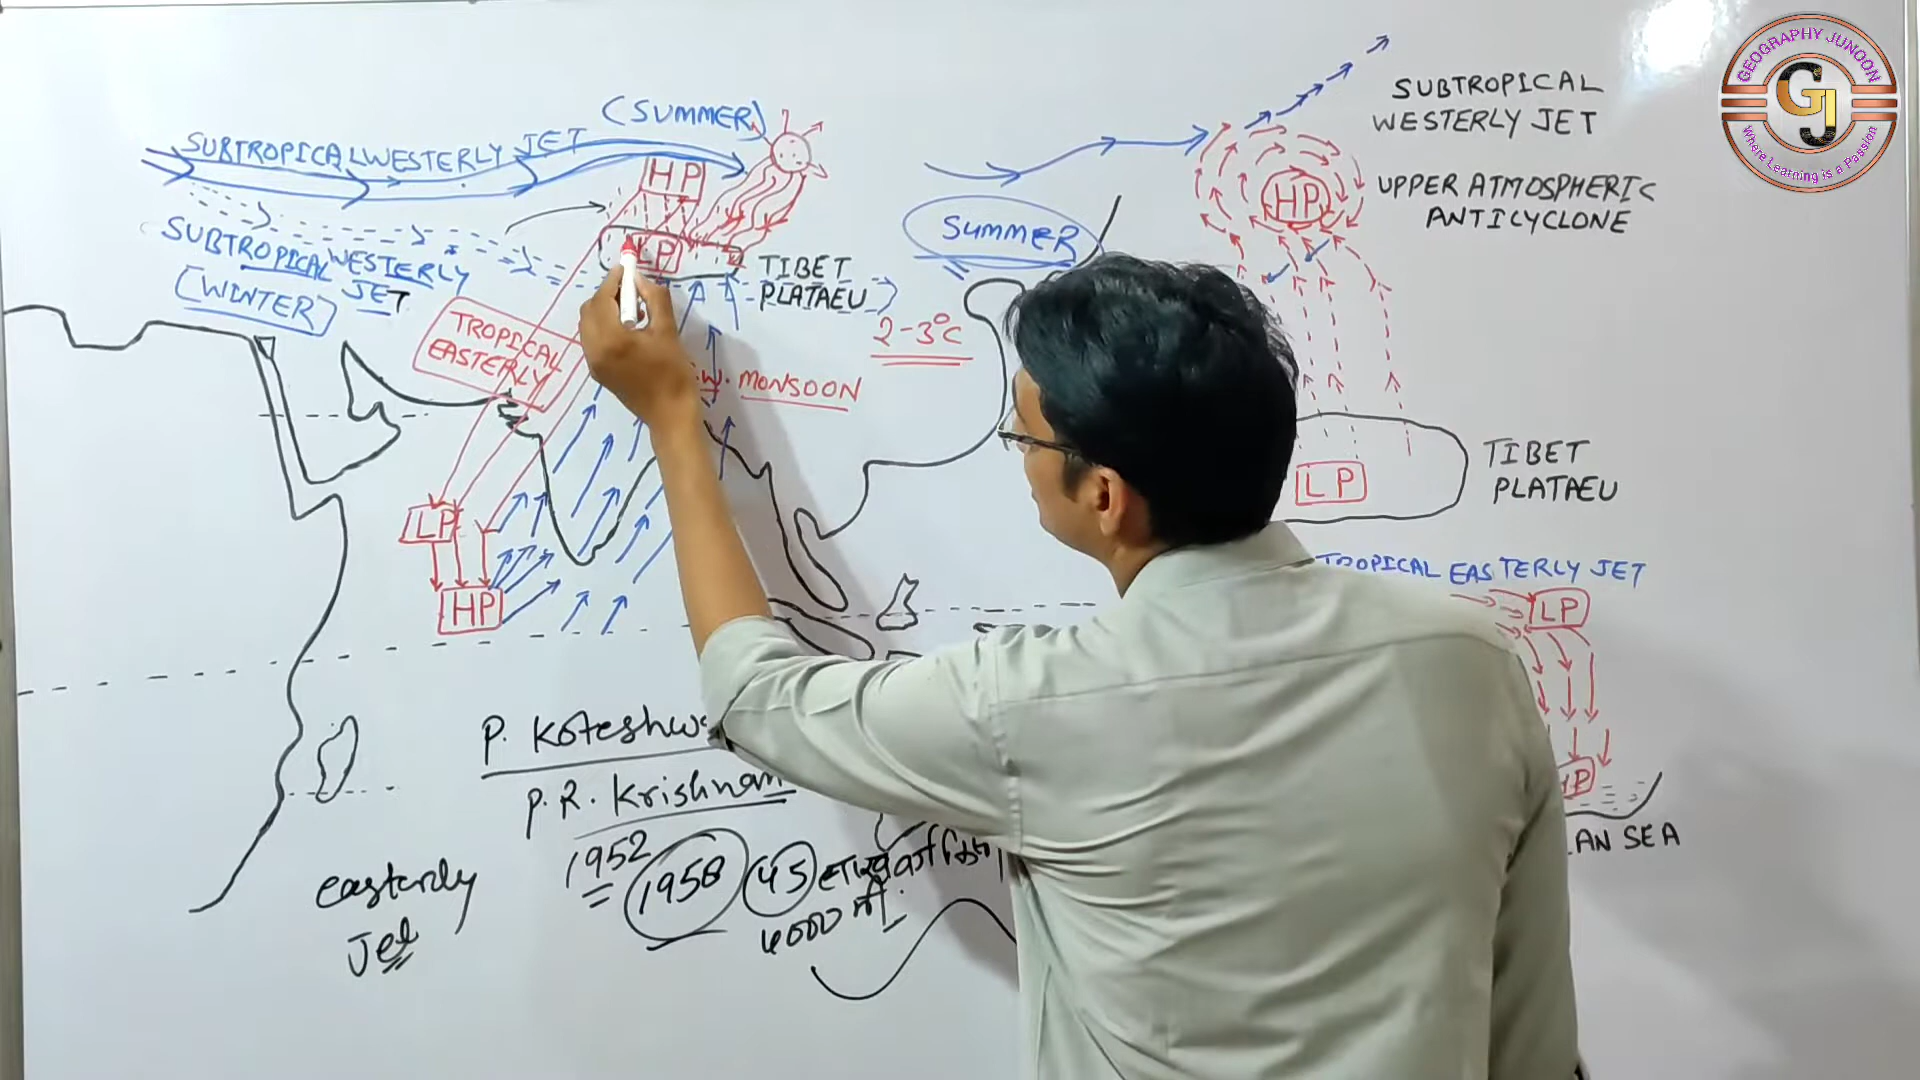 (SUMMER)
SUBTROPICAL WESTERLY JET
HP
LP
SUBTROPICAL WESTERLY
JET
(WINTER)
TIBET
PLATAEU
TROPICAL
EASTERLY
2-3°C
W. MONSOON
LP
HP
SUMMER
SUBTROPICAL
WESTERLY JET
HP
UPPER ATMOSPHERIC
ANTICYCLONE
LP
TIBET
PLATAEU
TROPICAL EASTERLY JET
LP
HP
AN SEA
P. Koteshw
P. R. Krishnan
1952
1958
45
4000 मी.
easterly
Jet
GEOGRAPHY JUNOON
GJ
Where Learning is a Passion